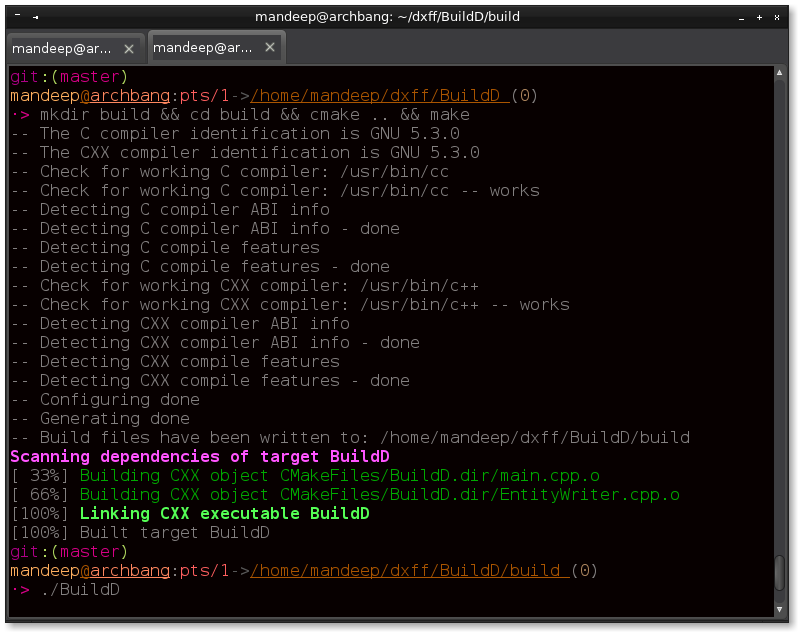 mandeep@archbang: ~/dxff/BuildD/build
mandeep@ar... × mandeep@ar... ×
git:(master)
mandeep@archbang:pts/1->/home/mandeep/dxff/BuildD (0)
·> mkdir build && cd build && cmake .. && make
-- The C compiler identification is GNU 5.3.0
-- The CXX compiler identification is GNU 5.3.0
-- Check for working C compiler: /usr/bin/cc
-- Check for working C compiler: /usr/bin/cc -- works
-- Detecting C compiler ABI info
-- Detecting C compiler ABI info - done
-- Detecting C compile features
-- Detecting C compile features - done
-- Check for working CXX compiler: /usr/bin/c++
-- Check for working CXX compiler: /usr/bin/c++ -- works
-- Detecting CXX compiler ABI info
-- Detecting CXX compiler ABI info - done
-- Detecting CXX compile features
-- Detecting CXX compile features - done
-- Configuring done
-- Generating done
-- Build files have been written to: /home/mandeep/dxff/BuildD/build
Scanning dependencies of target BuildD
[ 33%] Building CXX object CMakeFiles/BuildD.dir/main.cpp.o
[ 66%] Building CXX object CMakeFiles/BuildD.dir/EntityWriter.cpp.o
[100%] Linking CXX executable BuildD
[100%] Built target BuildD
git:(master)
mandeep@archbang:pts/1->/home/mandeep/dxff/BuildD/build (0)
·> ./BuildD